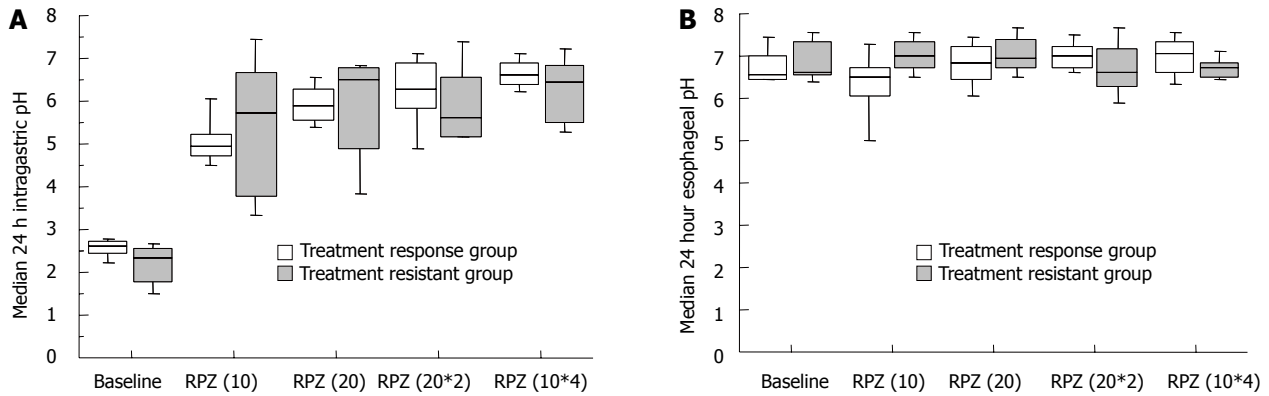 A
Median 24 h intragastric pH
8
7
6
5
4
3
2
1
0
Treatment response group
Treatment resistant group
Baseline RPZ (10) RPZ (20) RPZ (20*2) RPZ (10*4)
B
Median 24 hour esophageal pH
8
7
6
5
4
3
2
1
0
Treatment response group
Treatment resistant group
Baseline RPZ (10) RPZ (20) RPZ (20*2) RPZ (10*4)